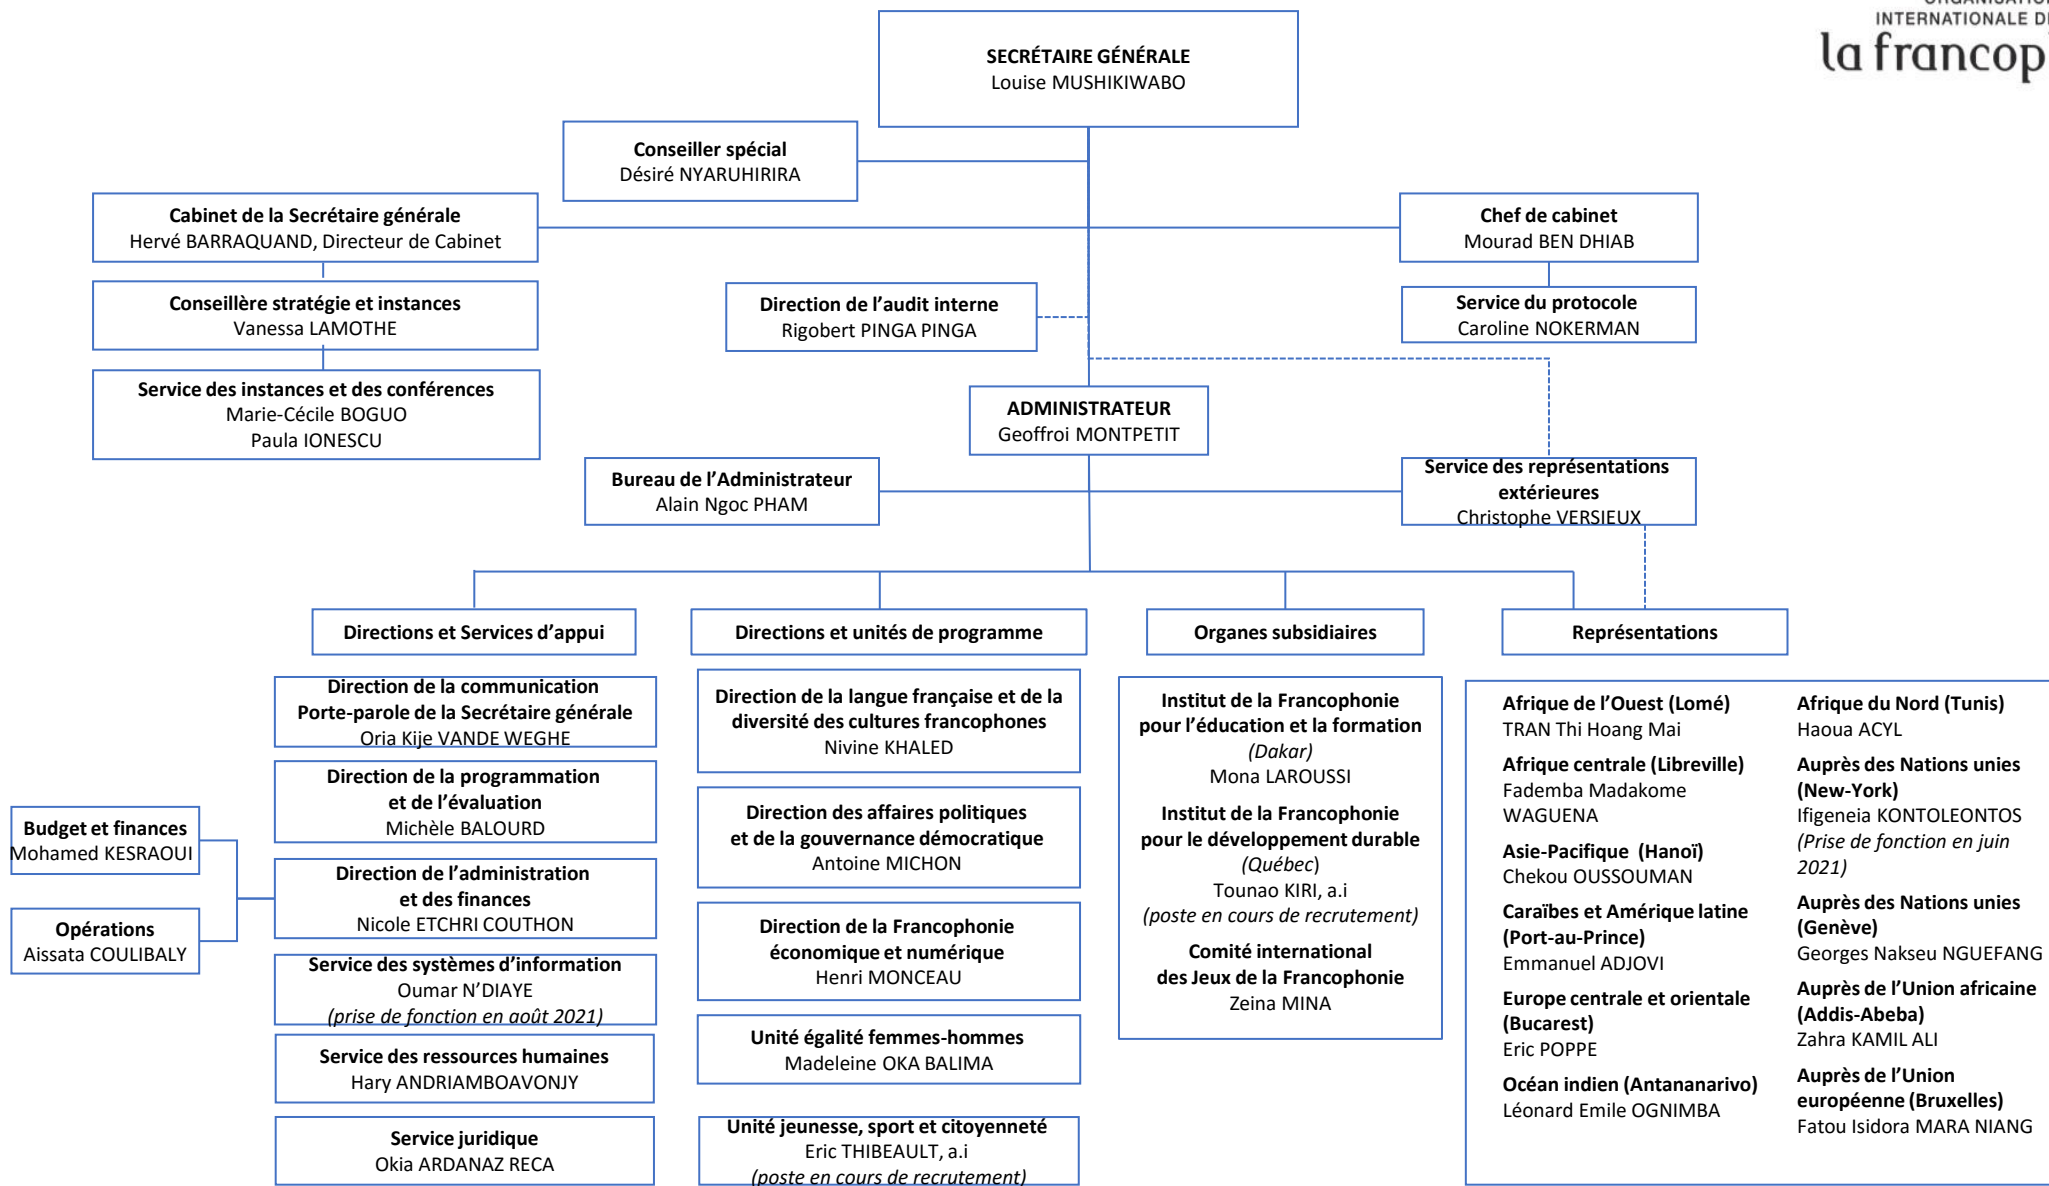 INTERNATIONALE
la francop
SECRÉTAIRE GÉNÉRALE
Louise MUSHIKIWABO
Conseiller spécial
Désiré NYARUHIRIRA
Cabinet de la Secrétaire générale
Hervé BARRAQUAND, Directeur de Cabinet
Chef de cabinet
Mourad BEN DHIAB
Conseillère stratégie et instances
Vanessa LAMOTHE
Direction de l’audit interne
Rigobert PINGA PINGA
Service du protocole
Caroline NOKERMAN
Service des instances et des conférences
Marie-Cécile BOGUO
Paula IONESCU
ADMINISTRATEUR
Geoffroi MONTPETIT
Bureau de l’Administrateur
Alain Ngoc PHAM
Service des représentations
extérieures
Christophe VERSIEUX
Directions et Services d’appui
Direction de la communication
Porte-parole de la Secrétaire générale
Oria Kije VANDE WEGHE
Direction de la programmation
et de l’évaluation
Michèle BALOURD
Budget et finances
Mohamed KESRAOUI
Opérations
Aissata COULIBALY
Direction de l’administration
et des finances
Nicole ETCHRI COUTHON
Service des systèmes d’information
Oumar N’DIAYE
(prise de fonction en août 2021)
Service des ressources humaines
Hary ANDRIAMBOAVONJY
Service juridique
Okia ARDANAZ RECA
Directions et unités de programme
Direction de la langue française et de la
diversité des cultures francophones
Nivine KHALED
Direction des affaires politiques
et de la gouvernance démocratique
Antoine MICHON
Direction de la Francophonie
économique et numérique
Henri MONCEAU
Unité égalité femmes-hommes
Madeleine OKA BALIMA
Unité jeunesse, sport et citoyenneté
Eric THIBEAULT, a.i
(poste en cours de recrutement)
Organes subsidiaires
Institut de la Francophonie
pour l’éducation et la formation
(Dakar)
Mona LAROUSSI
Institut de la Francophonie
pour le développement durable
(Québec)
Tounao KIRI, a.i
(poste en cours de recrutement)
Comité international
des Jeux de la Francophonie
Zeina MINA
Représentations
Afrique de l’Ouest (Lomé)
TRAN Thi Hoang Mai
Afrique centrale (Libreville)
Fademba Madakome
WAGUENA
Asie-Pacifique (Hanoï)
Chekou OUSSOUMAN
Caraïbes et Amérique latine
(Port-au-Prince)
Emmanuel ADJOVI
Europe centrale et orientale
(Bucarest)
Eric POPPE
Océan indien (Antananarivo)
Léonard Emile OGNIMBA
Afrique du Nord (Tunis)
Haoua ACYL
Auprès des Nations unies
(New-York)
Ifigeneia KONTOLEONTOS
(Prise de fonction en juin
2021)
Auprès des Nations unies
(Genève)
Georges Nakseu NGUEFANG
Auprès de l’Union africaine
(Addis-Abeba)
Zahra KAMIL ALI
Auprès de l’Union
européenne (Bruxelles)
Fatou Isidora MARA NIANG